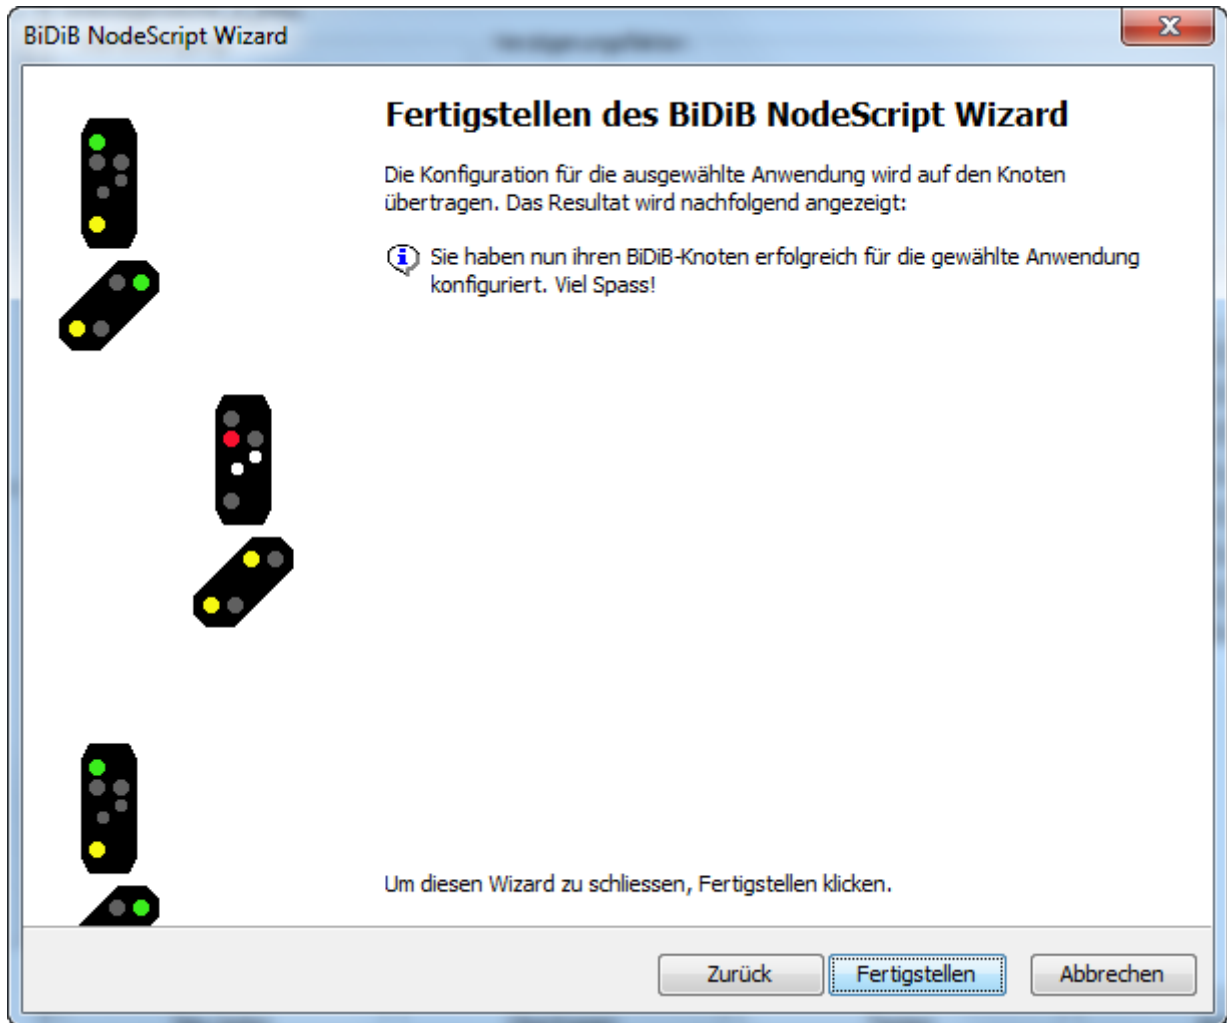 BiDiB NodeScript Wizard
Fertigstellen des BiDiB NodeScript Wizard
Die Konfiguration für die ausgewählte Anwendung wird auf den Knoten
übertragen. Das Resultat wird nachfolgend angezeigt:
Sie haben nun ihren BiDiB-Knoten erfolgreich für die gewählte Anwendung
konfiguriert. Viel Spass!
Um diesen Wizard zu schliessen, Fertigstellen klicken.
Zurück
Fertigstellen
Abbrechen